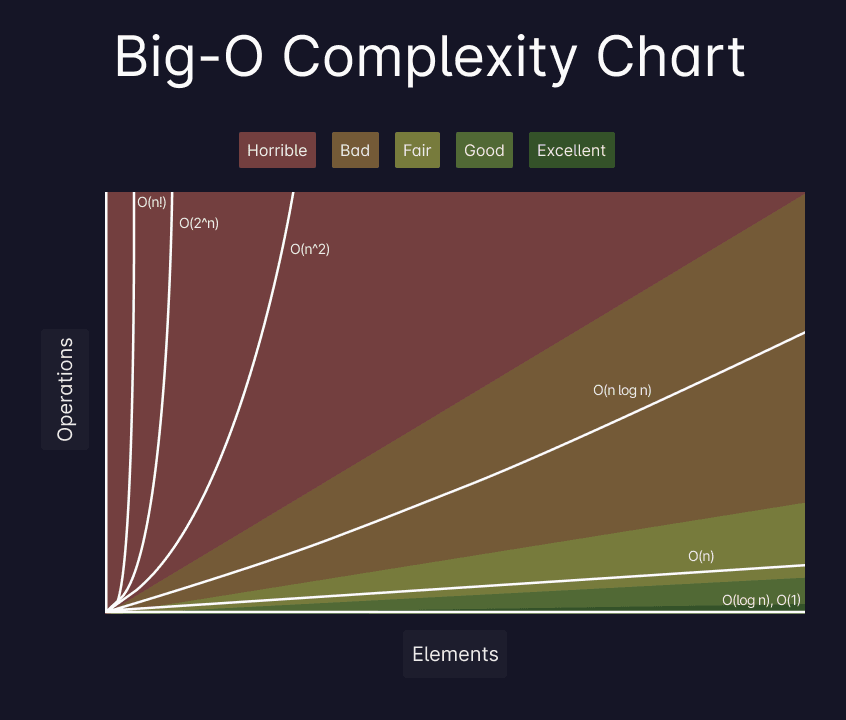 Big-O Complexity Chart
Horrible Bad Fair Good Excellent
O(n!)
O(2^n)
O(n^2)
Operations
O(n log n)
O(n)
O(log n), O(1)
Elements